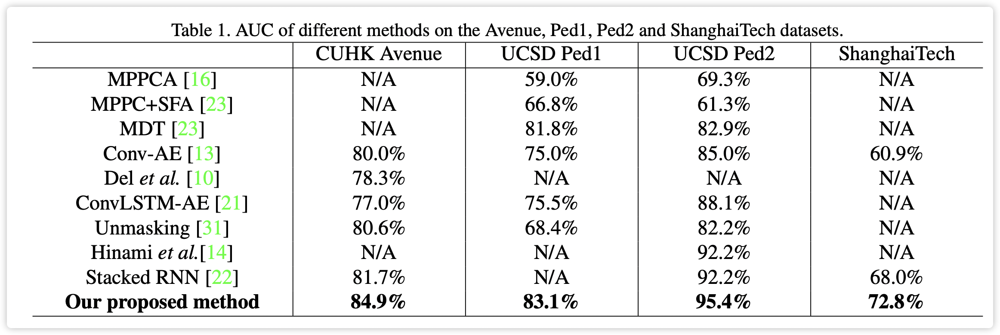 Table 1. AUC of different methods on the Avenue, Ped1, Ped2 and ShanghaiTech datasets.
CUHK Avenue UCSD Ped1 UCSD Ped2 ShanghaiTech
MPPCA [16] N/A 59.0% 69.3% N/A
MPPC+SFA [23] N/A 66.8% 61.3% N/A
MDT [23] N/A 81.8% 82.9% N/A
Conv-AE [13] 80.0% 75.0% 85.0% 60.9%
Del et al. [10] 78.3% N/A N/A N/A
ConvLSTM-AE [21] 77.0% 75.5% 88.1% N/A
Unmasking [31] 80.6% 68.4% 82.2% N/A
Hinami et al.[14] N/A N/A 92.2% N/A
Stacked RNN [22] 81.7% N/A 92.2% 68.0%
Our proposed method 84.9% 83.1% 95.4% 72.8%